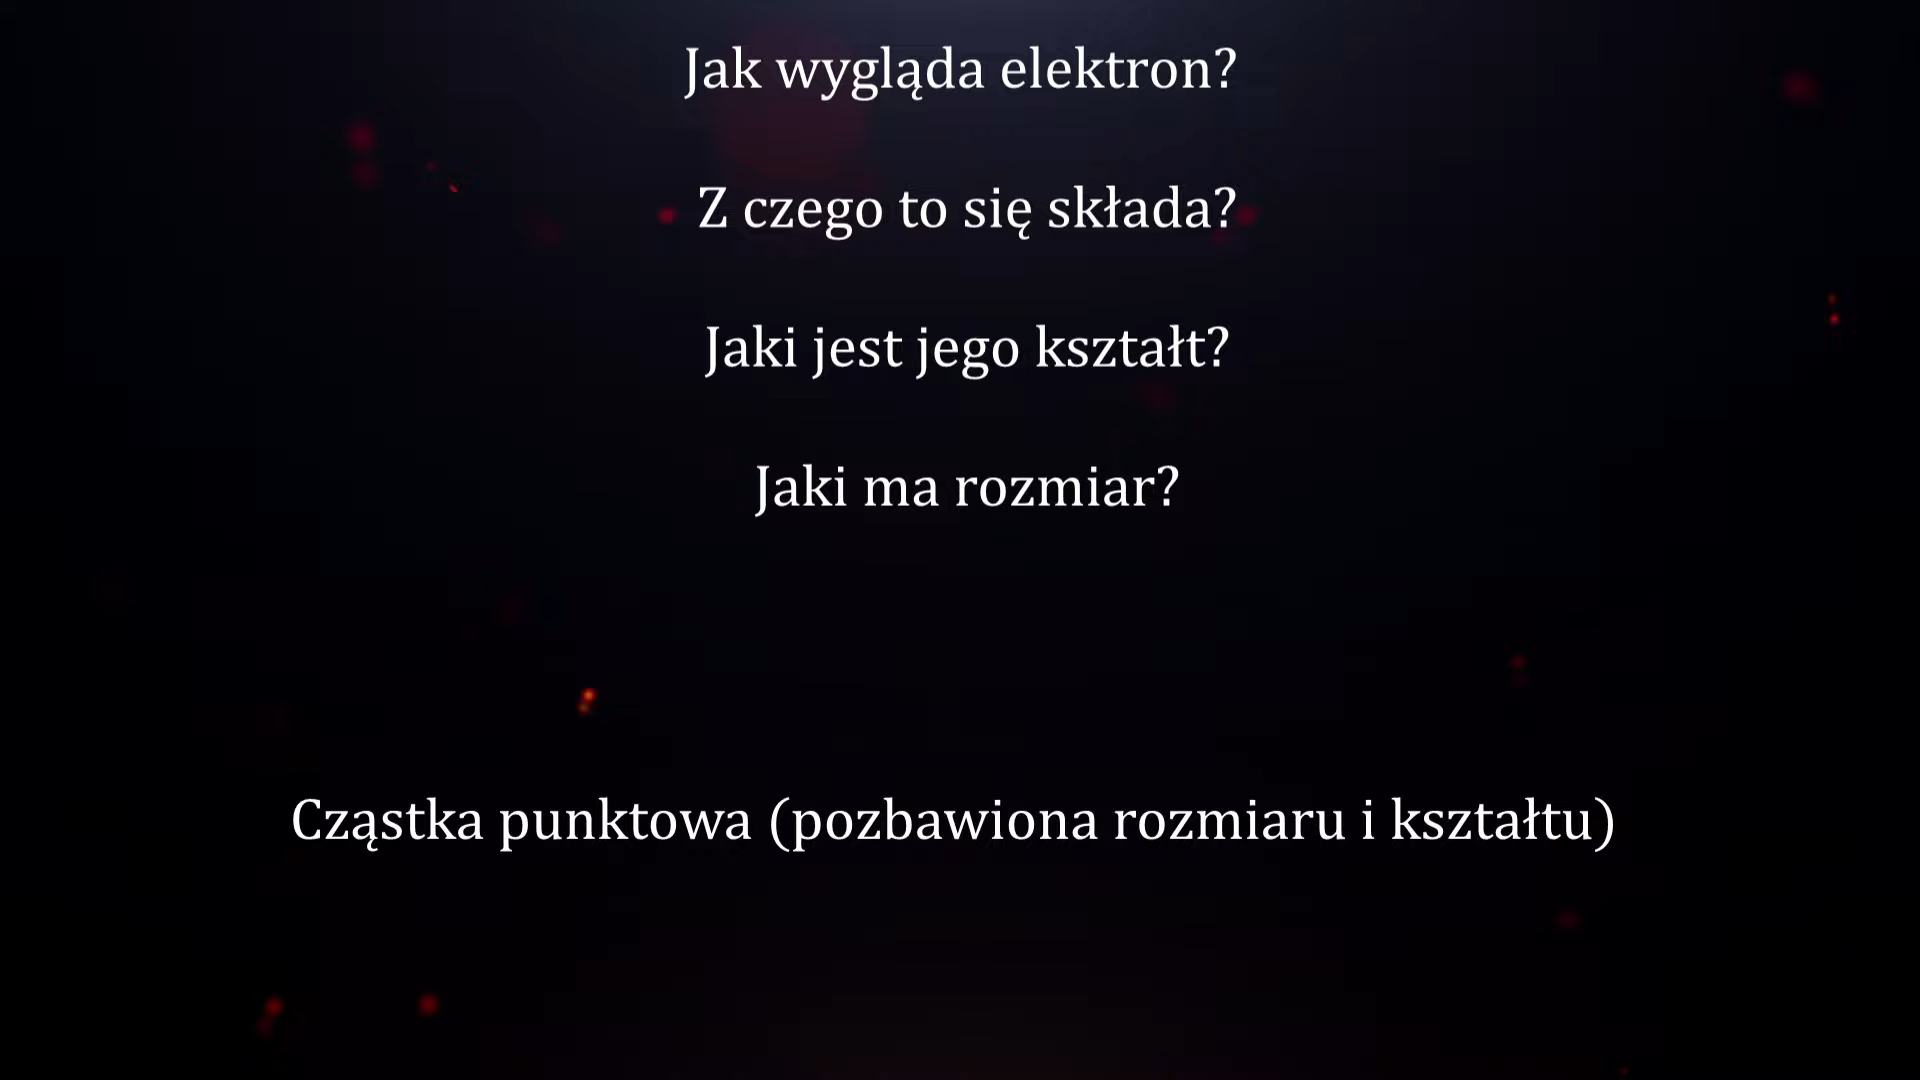 Jak wygląda elektron?
Z czego to się składa?
Jaki jest jego kształt?
Jaki ma rozmiar?
Cząstka punktowa (pozbawiona rozmiaru i kształtu)